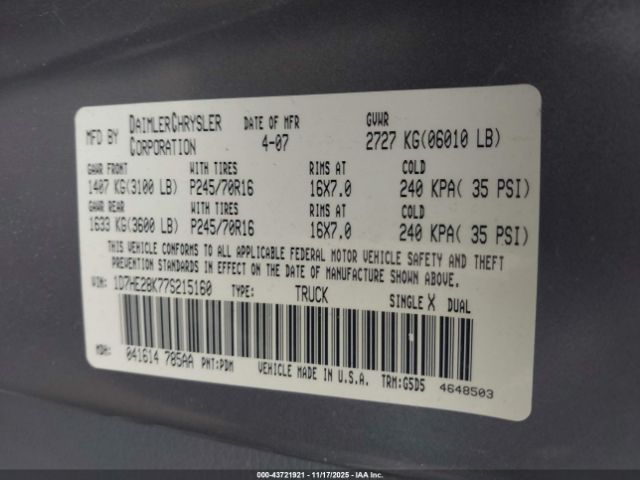 MFD BY DAIMLERCHRYSLER CORPORATION DATE OF MFR 4-07 GVWR 2727 KG(06010 LB)
GAWR FRONT WITH TIRES RIMS AT COLD
1407 KG(3100 LB) P245/70R16 16X7.0 240 KPA( 35 PSI)
GAWR REAR WITH TIRES RIMS AT COLD
1633 KG(3600 LB) P245/70R16 16X7.0 240 KPA( 35 PSI)
THIS VEHICLE CONFORMS TO ALL APPLICABLE FEDERAL MOTOR VEHICLE SAFETY AND THEFT
PREVENTION STANDARDS IN EFFECT ON THE DATE OF MANUFACTURE SHOWN ABOVE.
VIN: 1D7HE28K77S215160 TYPE: TRUCK SINGLE X DUAL
MDH: 041614 785AA PNT:PDM VEHICLE MADE IN U.S.A. TRM:G5D5 4648503
000-43721921 - 11/17/2025 - IAAI, Inc.